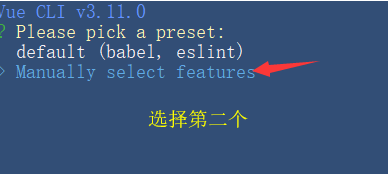 Vue CLI v3.11.0
? Please pick a preset:
default (babel, eslint)
> Manually select features
选择第二个